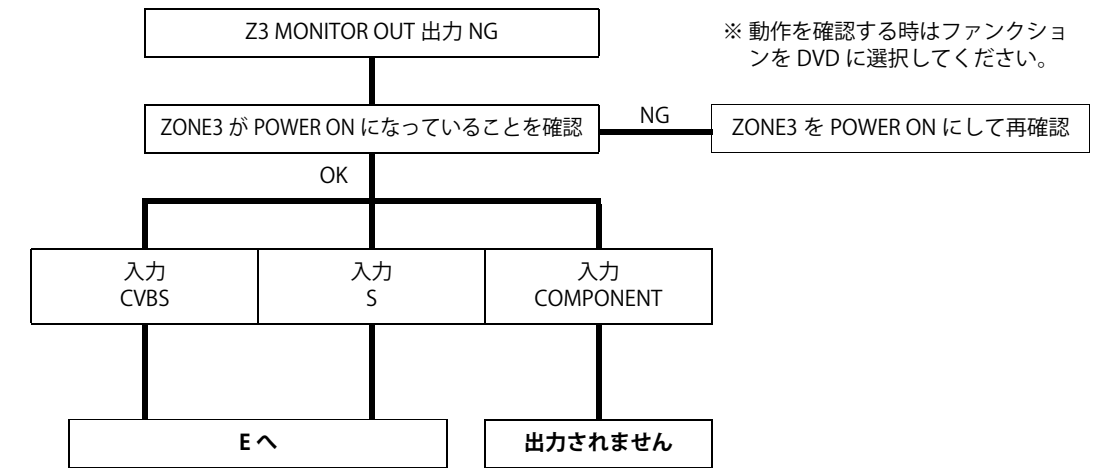 Z3 MONITOR OUT 出力 NG
※ 動作を確認する時はファンクショ
ンを DVD に選択してください。
ZONE3 が POWER ON になっていることを確認
NG
ZONE3 を POWER ON にして再確認
OK
入力
CVBS
入力
S
入力
COMPONENT
E へ
出力されません